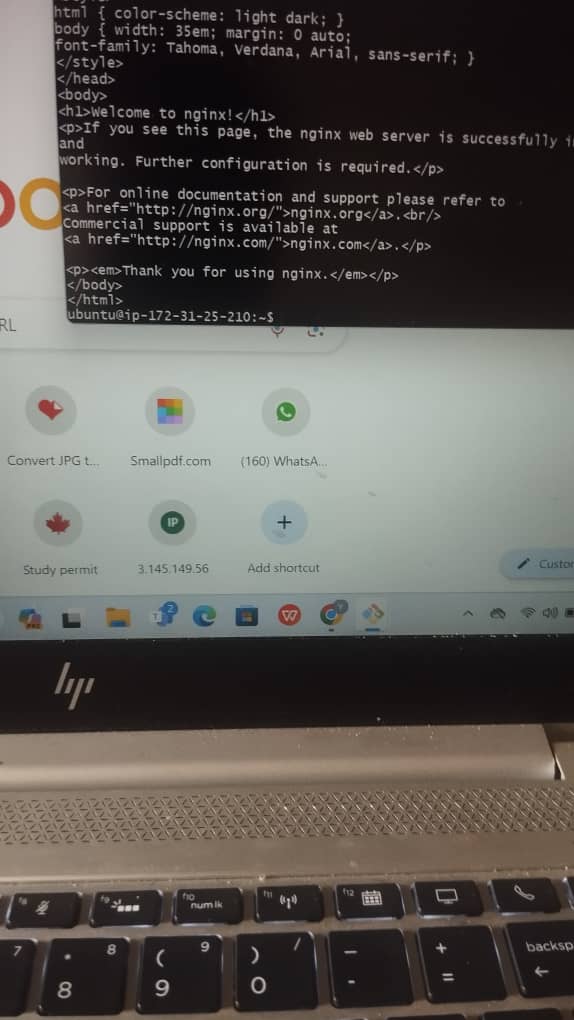 html { color-scheme: light dark; }
body { width: 35em; margin: 0 auto;
font-family: Tahoma, Verdana, Arial, sans-serif; }
</style>
</head>
<body>
<h1>Welcome to nginx!</h1>
<p>If you see this page, the nginx web server is successfully i
and
working. Further configuration is required.</p>
<p>For online documentation and support please refer to
<a href="http://nginx.org/">nginx.org</a>.<br/>
Commercial support is available at
<a href="http://nginx.com/">nginx.com</a>.</p>
<p><em>Thank you for using nginx.</em></p>
</body>
</html>
ubuntu@ip-172-31-25-210:~$
RL
Convert JPG t...
Smallpdf.com
(160) WhatsA...
IP
Study permit
3.145.149.56
Add shortcut
Custor
2
W
hp
f8
f9
f10
num lk
f11
f12
7
* 8
8
( 9
9
) /
0
-
-
+
=
backsp
←